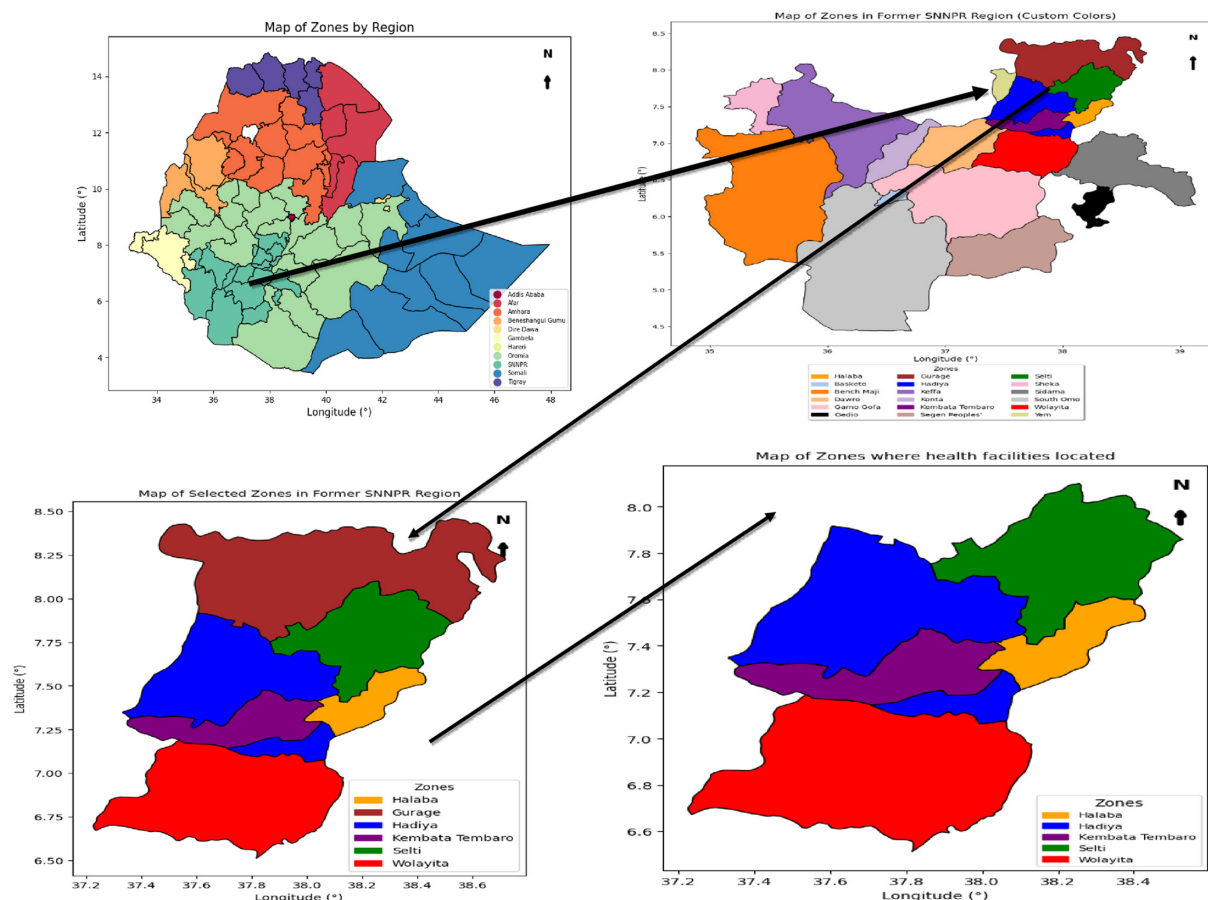 Map of Zones by Region
N
14
12
10
8
6
4
Latitude (°)
34
36
38
40
42
44
46
48
Longitude (°)
Addis Ababa
Afar
Amhara
Beneshangul Gumu
Dire Dawa
Gambela
Hareri
Oromia
SNNPR
Somali
Tigray
Map of Zones in Former SNNPR Region (Custom Colors)
N
8.5
8.0
7.5
7.0
6.5
6.0
5.5
5.0
4.5
Latitude (°)
35
36
37
38
39
Longitude (°)
Zones
Halaba
Basketo
Bench Maji
Dawro
Gamo Gofa
Gedio
Gurage
Hadiya
Keffa
Konta
Kembata Tembaro
Segen Peoples'
Selti
Sheka
Sidama
South Omo
Wolayita
Yem
Map of Selected Zones in Former SNNPR Region
N
8.50
8.25
8.00
7.75
7.50
7.25
7.00
6.75
6.50
Latitude (°)
37.2
37.4
37.6
37.8
38.0
38.2
38.4
38.6
Longitude (°)
Zones
Halaba
Gurage
Hadiya
Kembata Tembaro
Selti
Wolayita
Map of Zones where health facilities located
N
8.0
7.8
7.6
7.4
7.2
7.0
6.8
6.6
Latitude (°)
37.2
37.4
37.6
37.8
38.0
38.2
38.4
Longitude (°)
Zones
Halaba
Hadiya
Kembata Tembaro
Selti
Wolayita